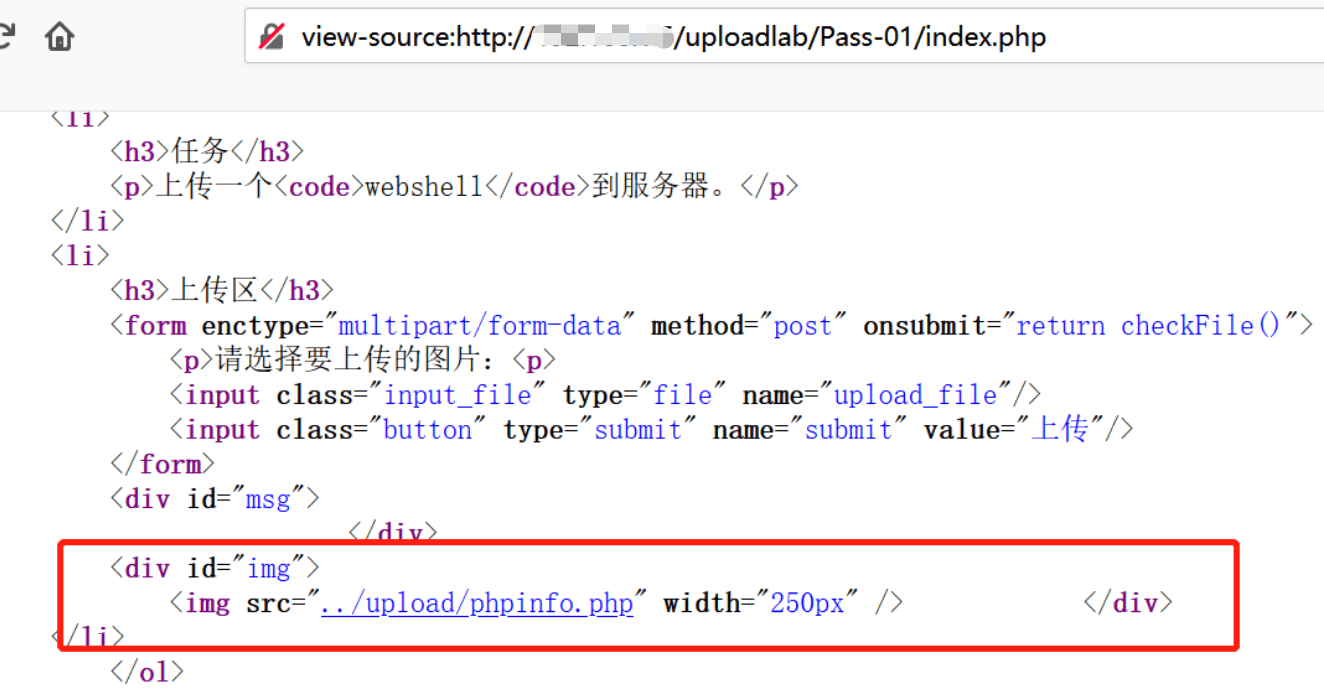 view-source:http:///uploadlab/Pass-01/index.php
<li>
<h3>任务</h3>
<p>上传一个<code>webshell</code>到服务器。</p>
</li>
<li>
<h3>上传区</h3>
<form enctype="multipart/form-data" method="post" onsubmit="return checkFile()">
<p>请选择要上传的图片：<p>
<input class="input_file" type="file" name="upload_file"/>
<input class="button" type="submit" name="submit" value="上传"/>
</form>
<div id="msg">
</div>
<div id="img">
<img src="../upload/phpinfo.php" width="250px" /> </div>
</li>
</ol>